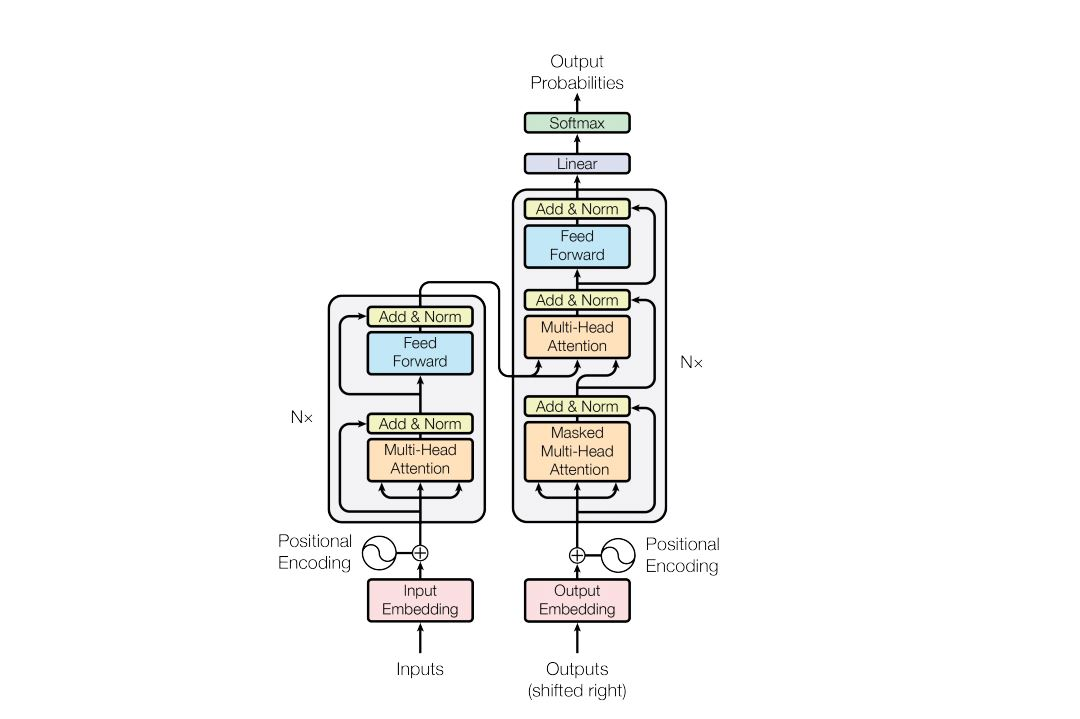 Output
Probabilities
Softmax
Linear
Add & Norm
Feed
Forward
Add & Norm
Multi-Head
Attention
Add & Norm
Masked
Multi-Head
Attention
N×
Add & Norm
Feed
Forward
Add & Norm
Multi-Head
Attention
N×
Positional
Encoding
Positional
Encoding
Input
Embedding
Output
Embedding
Inputs
Outputs
(shifted right)